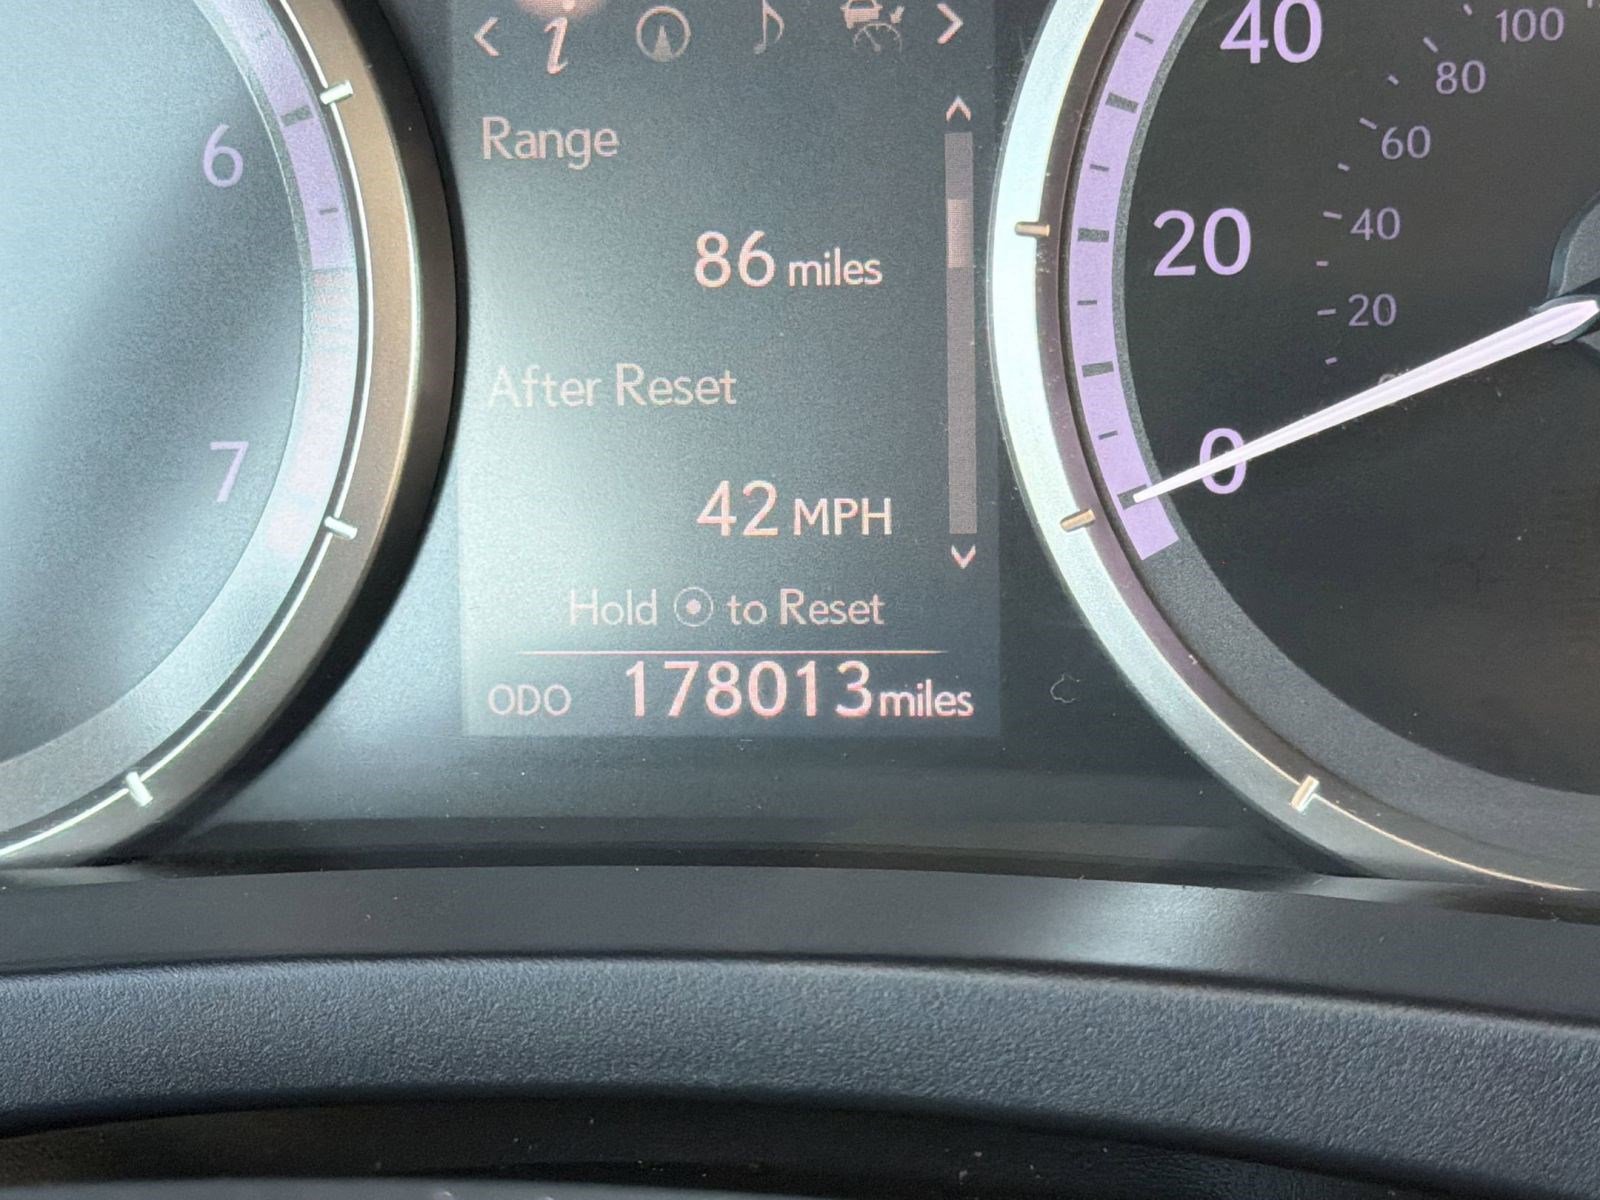 6
7
Range
86 miles
After Reset
42 MPH
Hold to Reset
ODO 178013 miles
40
20
0
100
80
60
40
20